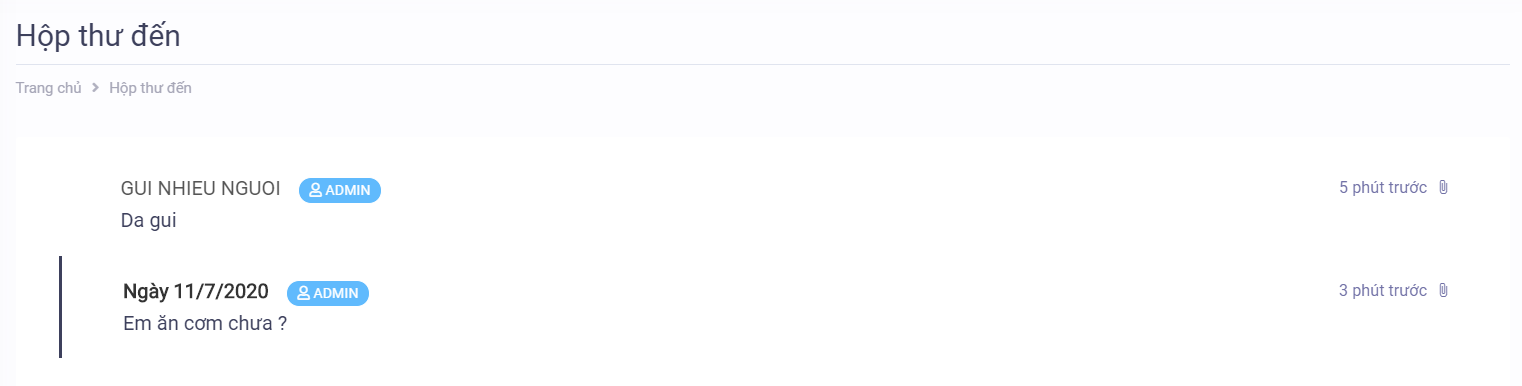 Hộp thư đến
Trang chủ > Hộp thư đến
GUI NHIEU NGUOI ADMIN 5 phút trước
Da gui
Ngày 11/7/2020 ADMIN 3 phút trước
Em ăn cơm chưa ?